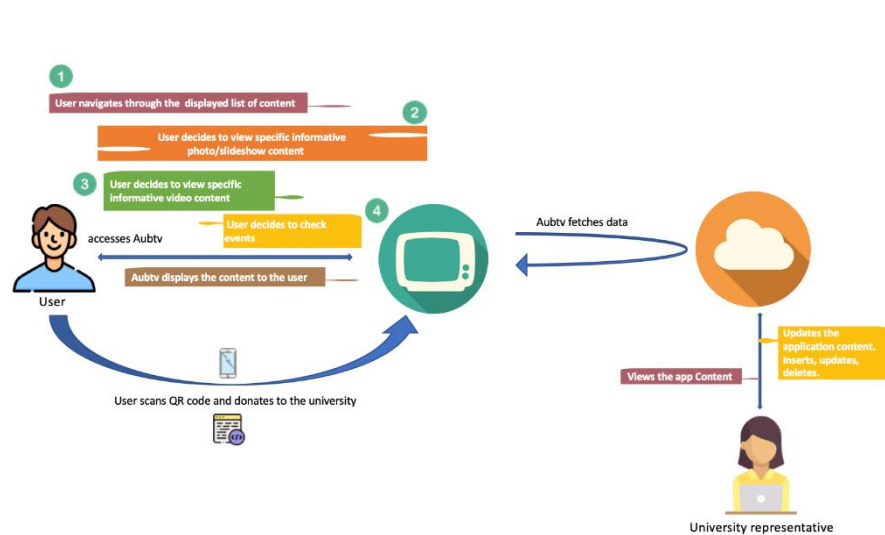 1
User navigates through the displayed list of content
2
User decides to view specific informative
photo/slideshow content
3
User decides to view specific
informative video content
4
User decides to check
events
accesses Aubtv
Aubtv displays the content to the user
User
User scans QR code and donates to the university
Aubtv fetches data
Updates the
application content.
Inserts, updates,
deletes.
Views the app Content
University representative